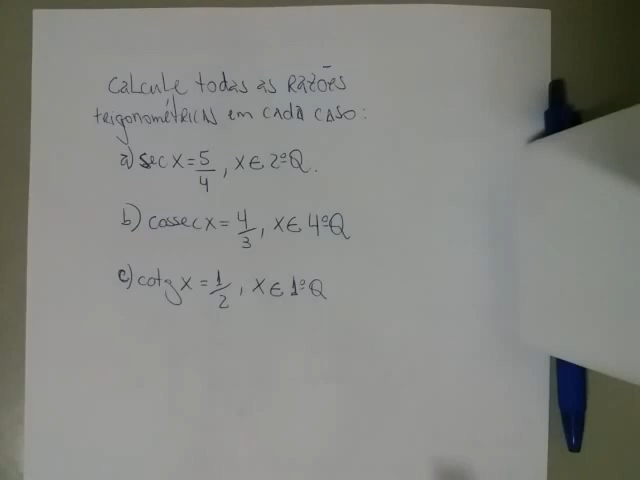 Calcule todas as razões
trigonométricas em cada caso:
a) sec x = 5/4, x ∈ 2ºQ.
b) cossec x = 4/3, x ∈ 4ºQ
c) cotg x = 1/2, x ∈ 1ºQ